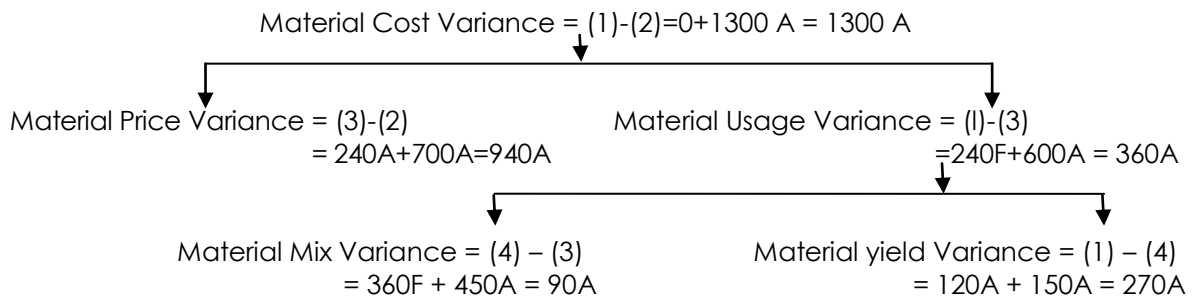 Material Cost Variance = (1)-(2)=0+1300 A = 1300 A
Material Price Variance = (3)-(2)
= 240A+700A=940A
Material Usage Variance = (l)-(3)
=240F+600A = 360A
Material Mix Variance = (4) – (3)
= 360F + 450A = 90A
Material yield Variance = (1) – (4)
= 120A + 150A = 270A